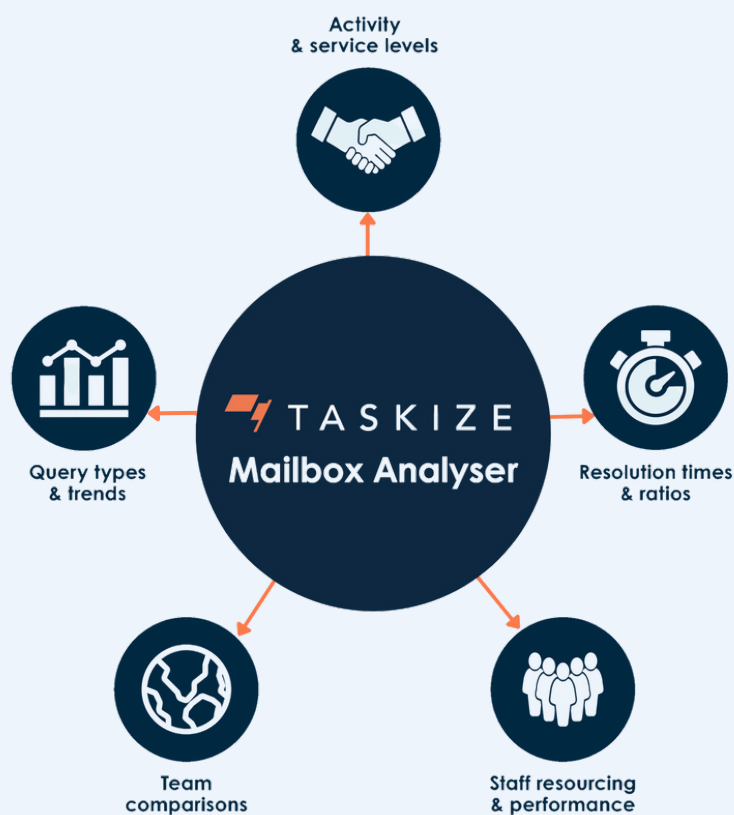 Activity
& service levels
TASKIZE
Mailbox Analyser
Query types
& trends
Resolution times
& ratios
Team
comparisons
Staff resourcing
& performance